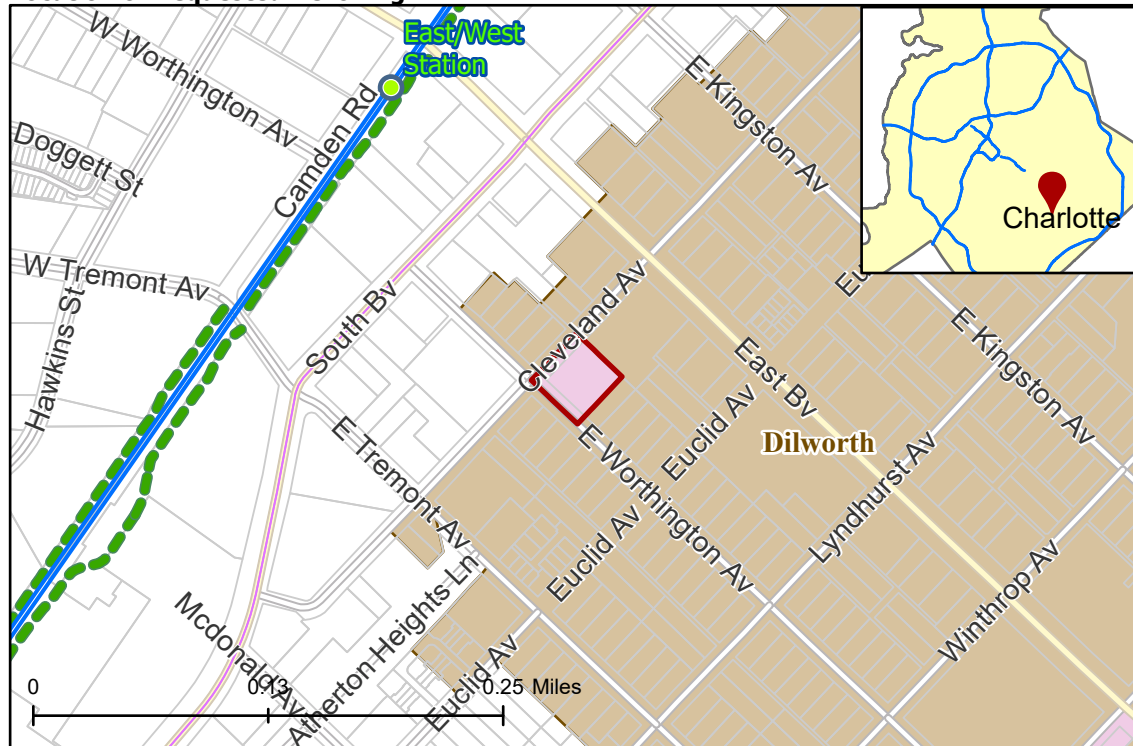 East/West
Station
W Worthington Av
E Kingston Av
Doggett St
Camden Rd
Charlotte
W Tremont Av
Hawkins St
South Bv
Cleveland Av
E Kingston Av
East Bv
Euclid Av
Dilworth
E Tremont Av
E Worthington Av
Lyndhurst Av
Euclid Av
Winthrop Av
Mcdonald Av
Atherton Heights Ln
Euclid Av
0
0.13
0.25 Miles